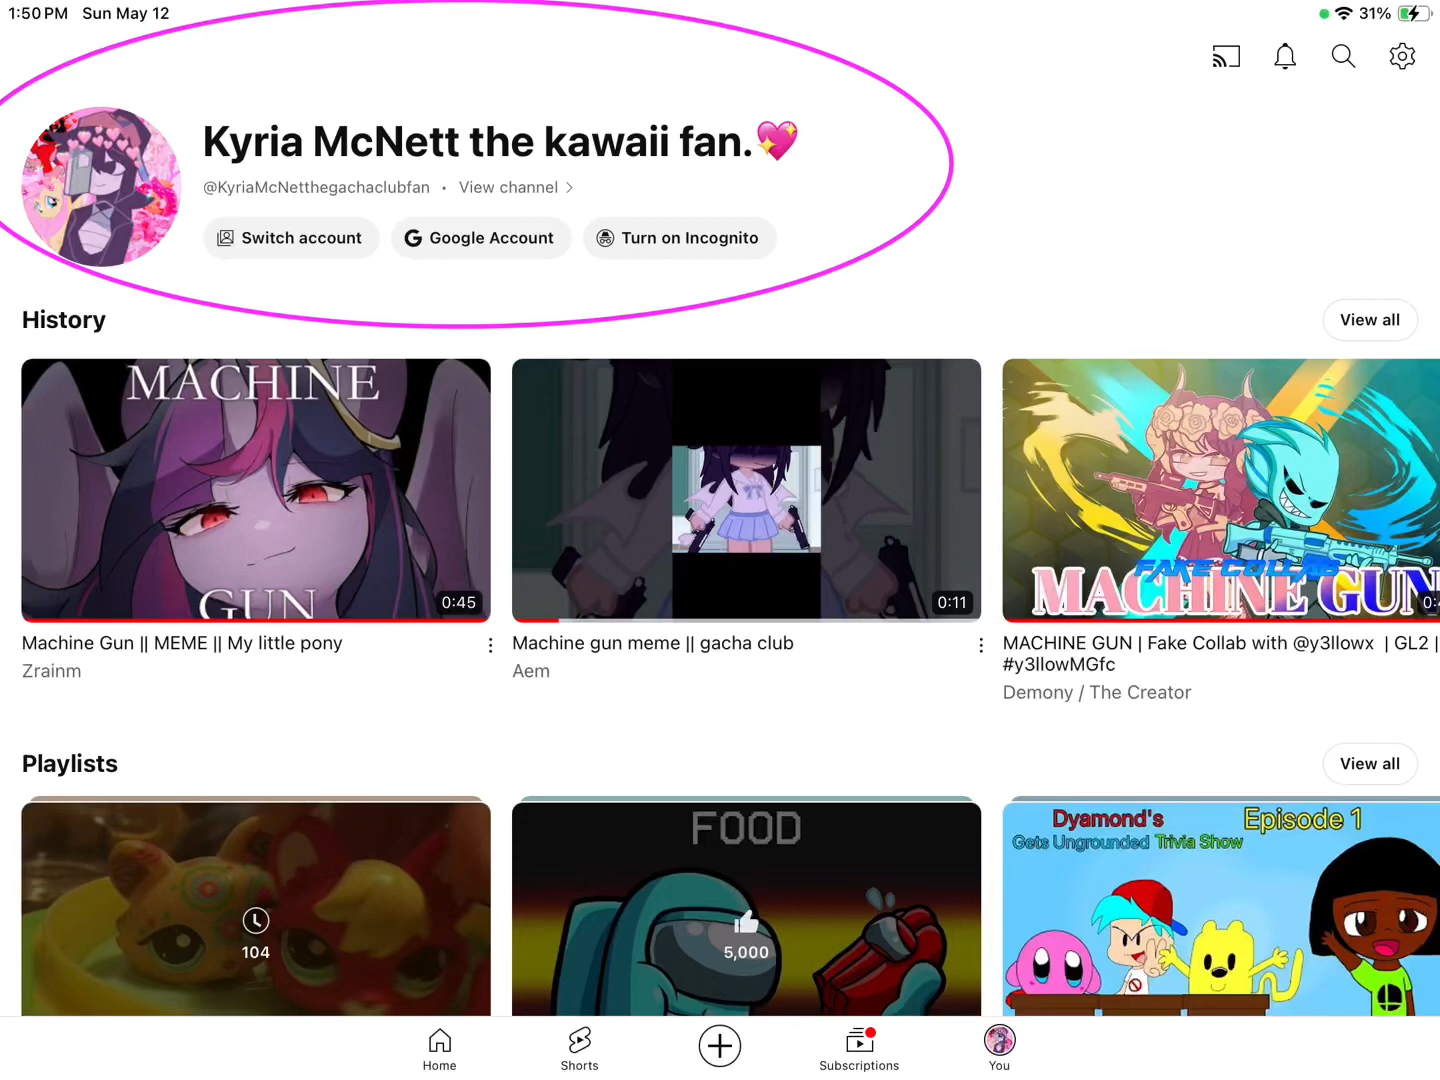 1:50 PM Sun May 12
31%
Kyria McNett the kawaii fan.💖
@KyriaMcNetthegachaclubfan • View channel >
Switch account
Google Account
Turn on Incognito
History
View all
MACHINE
GUN
0:45
0:11
FAKE COLLAB
MACHINE GUN
Machine Gun || MEME || My little pony
Zrainm
Machine gun meme || gacha club
Aem
MACHINE GUN | Fake Collab with @y3llowx | GL2 |
#y3llowMGfc
Demony / The Creator
Playlists
View all
104
FOOD
5,000
Dyamond's
Episode 1
Gets Ungrounded Trivia Show
Home
Shorts
Subscriptions
You